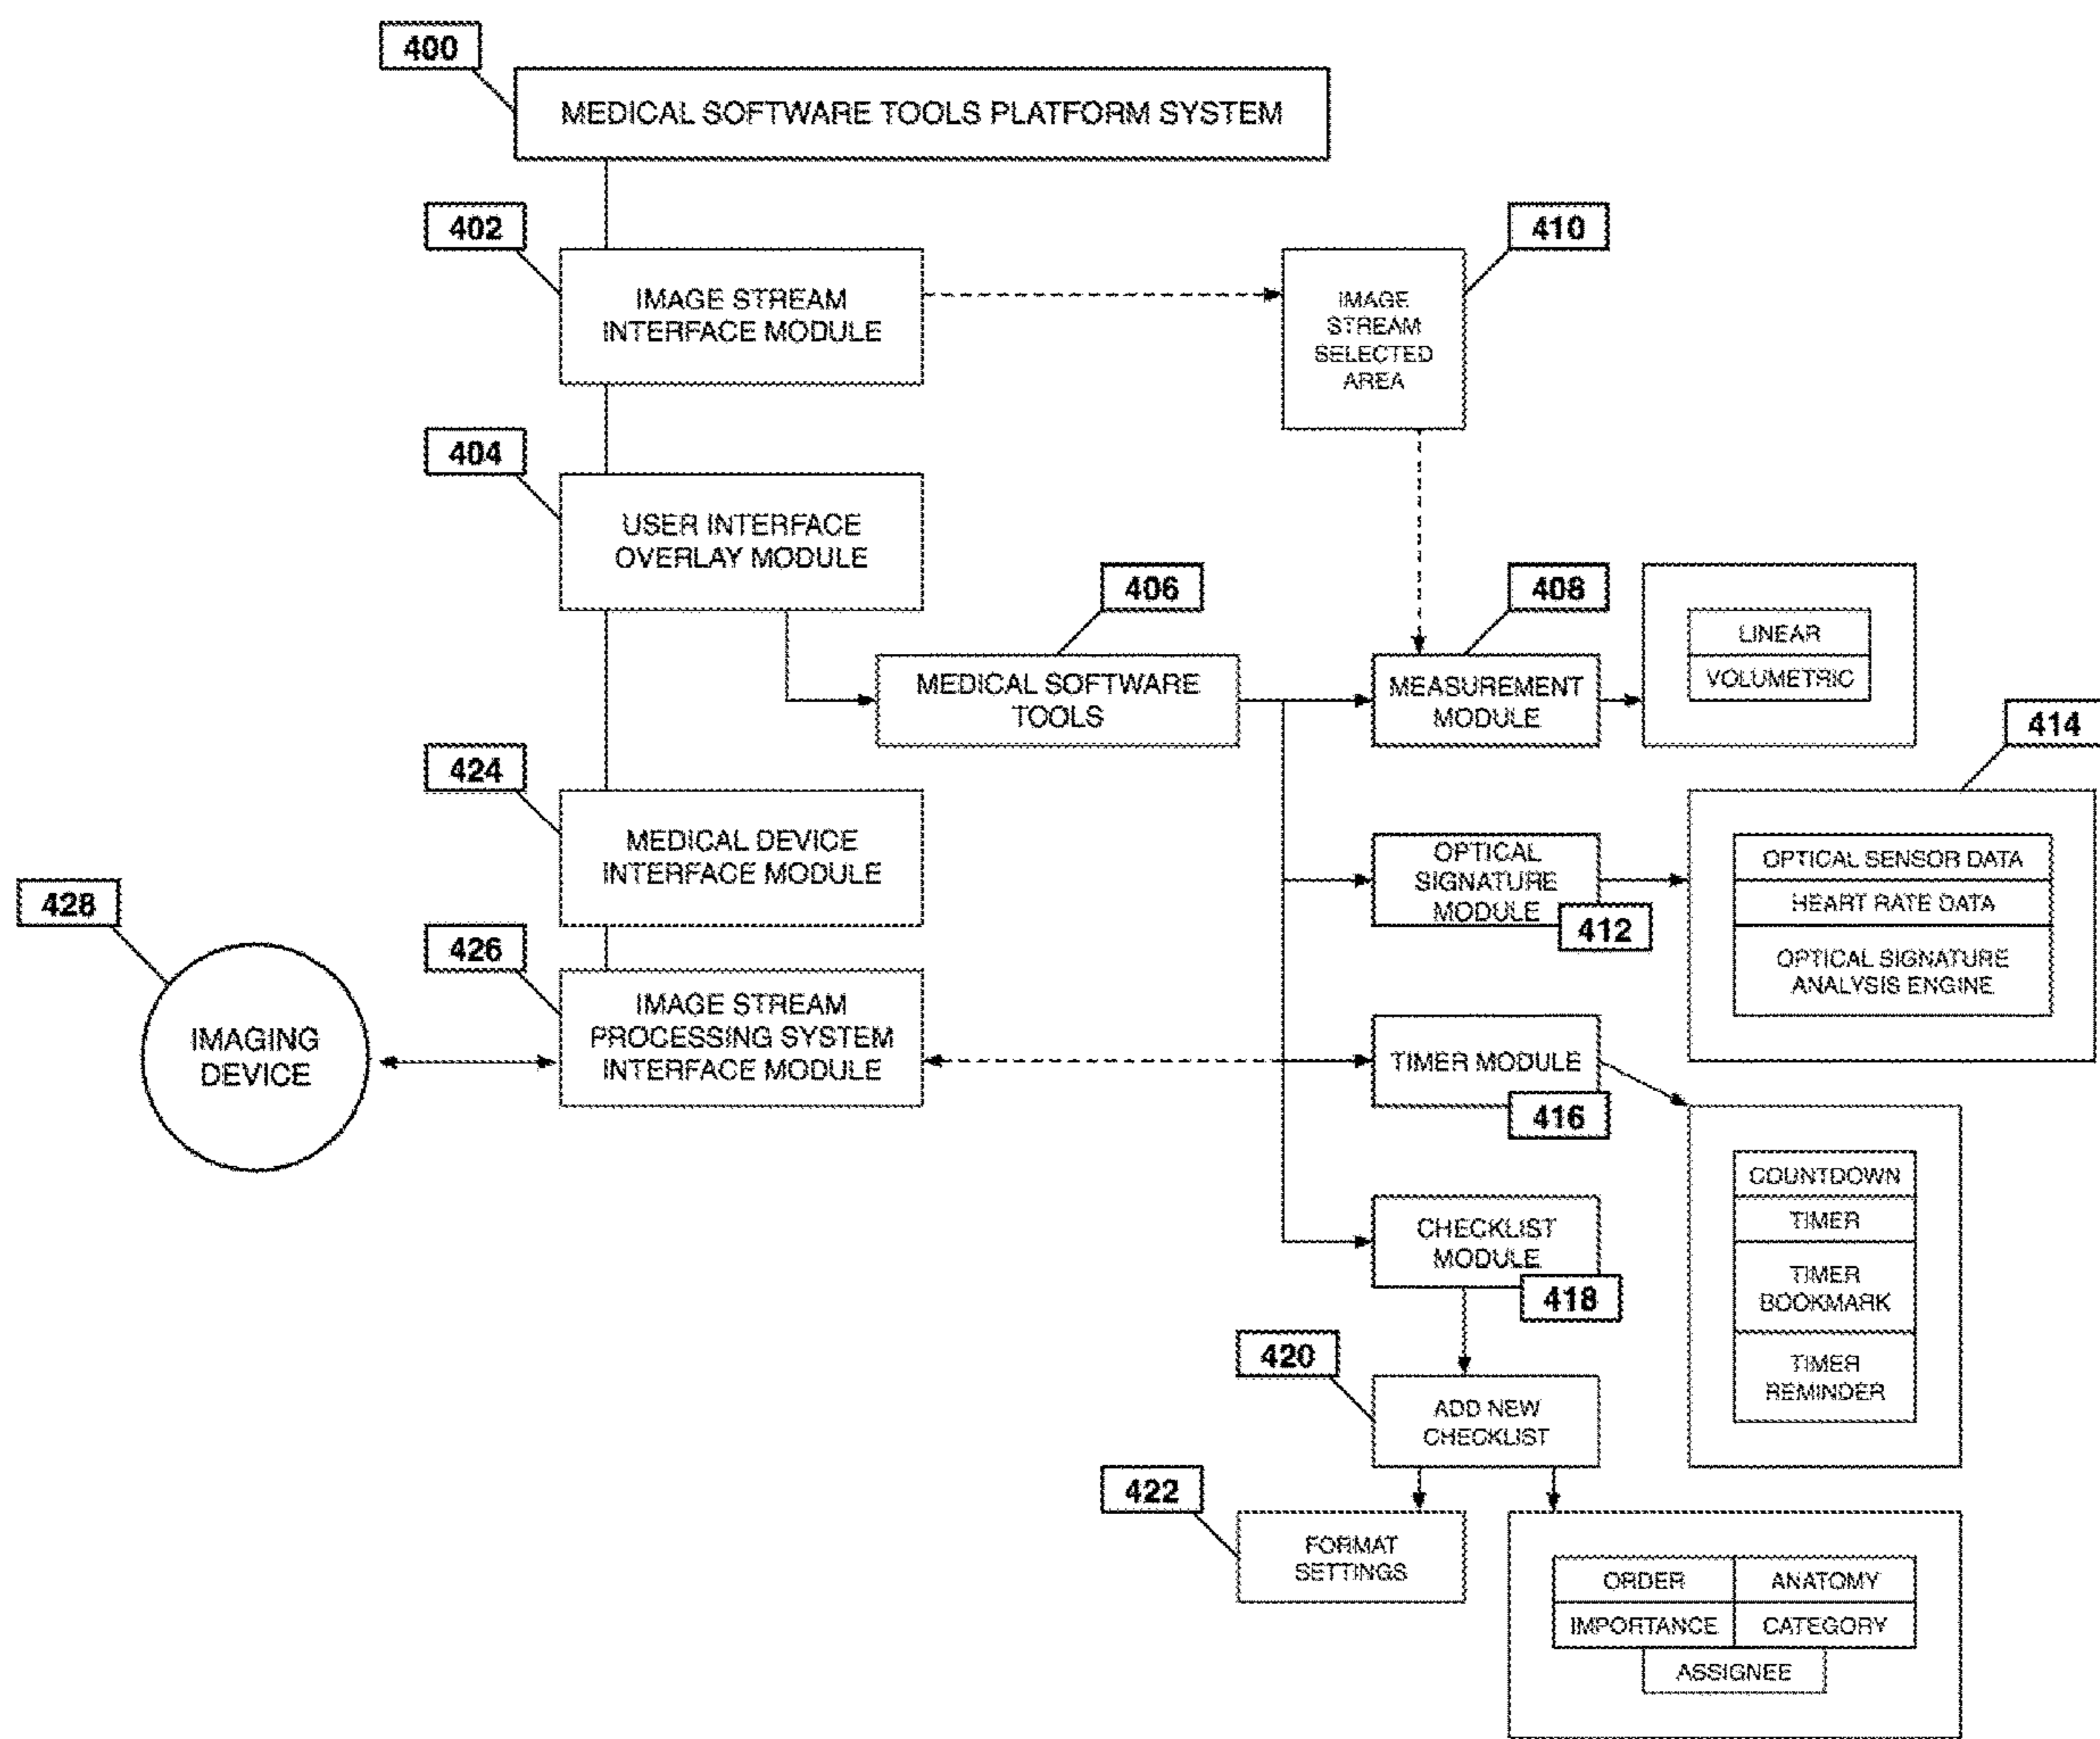 400
MEDICAL SOFTWARE TOOLS PLATFORM SYSTEM
402
IMAGE STREAM
INTERFACE MODULE
410
IMAGE
STREAM
SELECTED
AREA
404
USER INTERFACE
OVERLAY MODULE
406
MEDICAL SOFTWARE
TOOLS
408
MEASUREMENT
MODULE
LINEAR
VOLUMETRIC
414
424
MEDICAL DEVICE
INTERFACE MODULE
OPTICAL
SIGNATURE
MODULE
412
OPTICAL SENSOR DATA
HEART RATE DATA
OPTICAL SIGNATURE
ANALYSIS ENGINE
428
IMAGING
DEVICE
426
IMAGE STREAM
PROCESSING SYSTEM
INTERFACE MODULE
TIMER MODULE
416
COUNTDOWN
TIMER
TIMER
BOOKMARK
TIMER
REMINDER
CHECKLIST
MODULE
418
420
ADD NEW
CHECKLIST
422
FORMAT
SETTINGS
ORDER
ANATOMY
IMPORTANCE
CATEGORY
ASSIGNEE